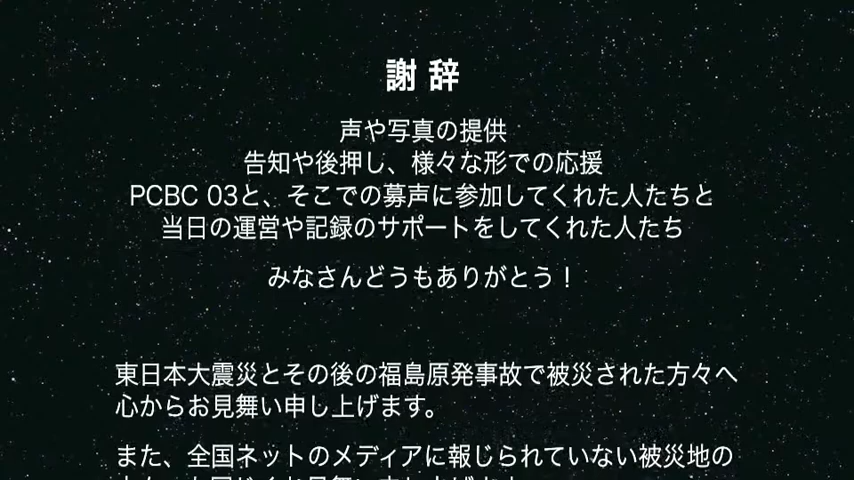 謝辞
声や写真の提供
告知や後押し、様々な形での応援
PCBC 03と、そこでの募声に参加してくれた人たちと
当日の運営や記録のサポートをしてくれた人たち
みなさんどうもありがとう！
東日本大震災とその後の福島原発事故で被災された方々へ
心からお見舞い申し上げます。
また、全国ネットのメディアに報じられていない被災地の